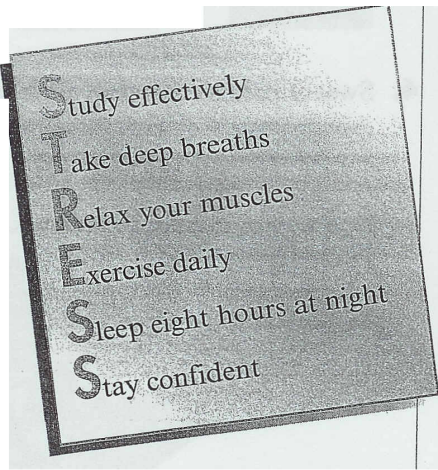 Study effectively
Take deep breaths
Relax your muscles
Exercise daily
Sleep eight hours at night
Stay confident